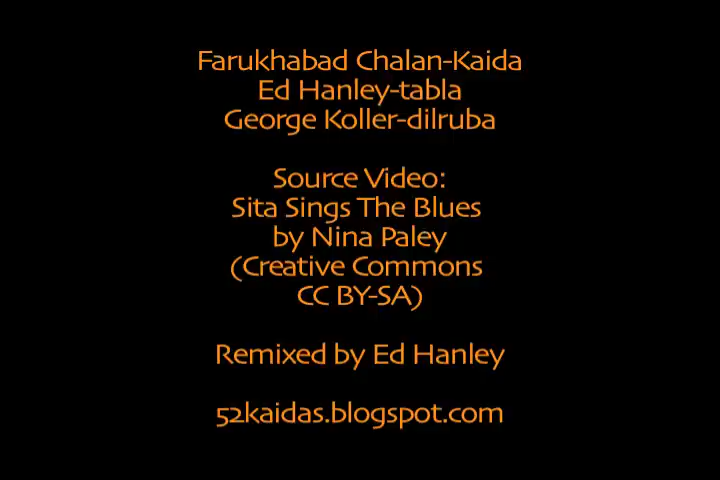 Farukhabad Chalan-Kaida
Ed Hanley-tabla
George Koller-dilruba
Source Video:
Sita Sings The Blues
by Nina Paley
(Creative Commons
CC BY-SA)
Remixed by Ed Hanley
52kaidas.blogspot.com